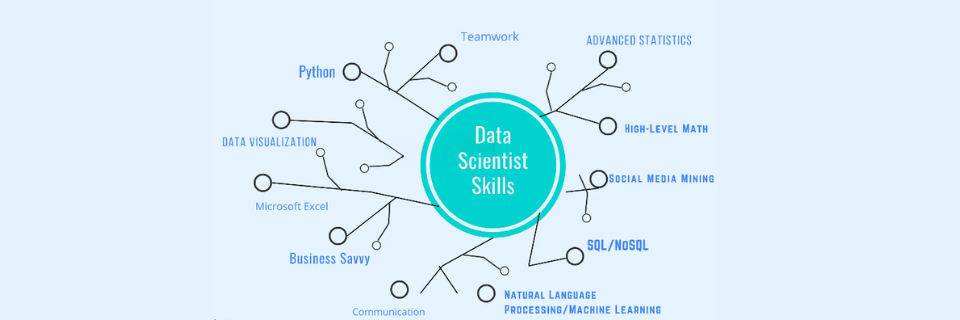 Teamwork
ADVANCED STATISTICS
Python
HIGH-LEVEL MATH
Data
Scientist
Skills
DATA VISUALIZATION
SOCIAL MEDIA MINING
Microsoft Excel
SQL/NOSQL
Business Savvy
NATURAL LANGUAGE
PROCESSING/MACHINE LEARNING
Communication